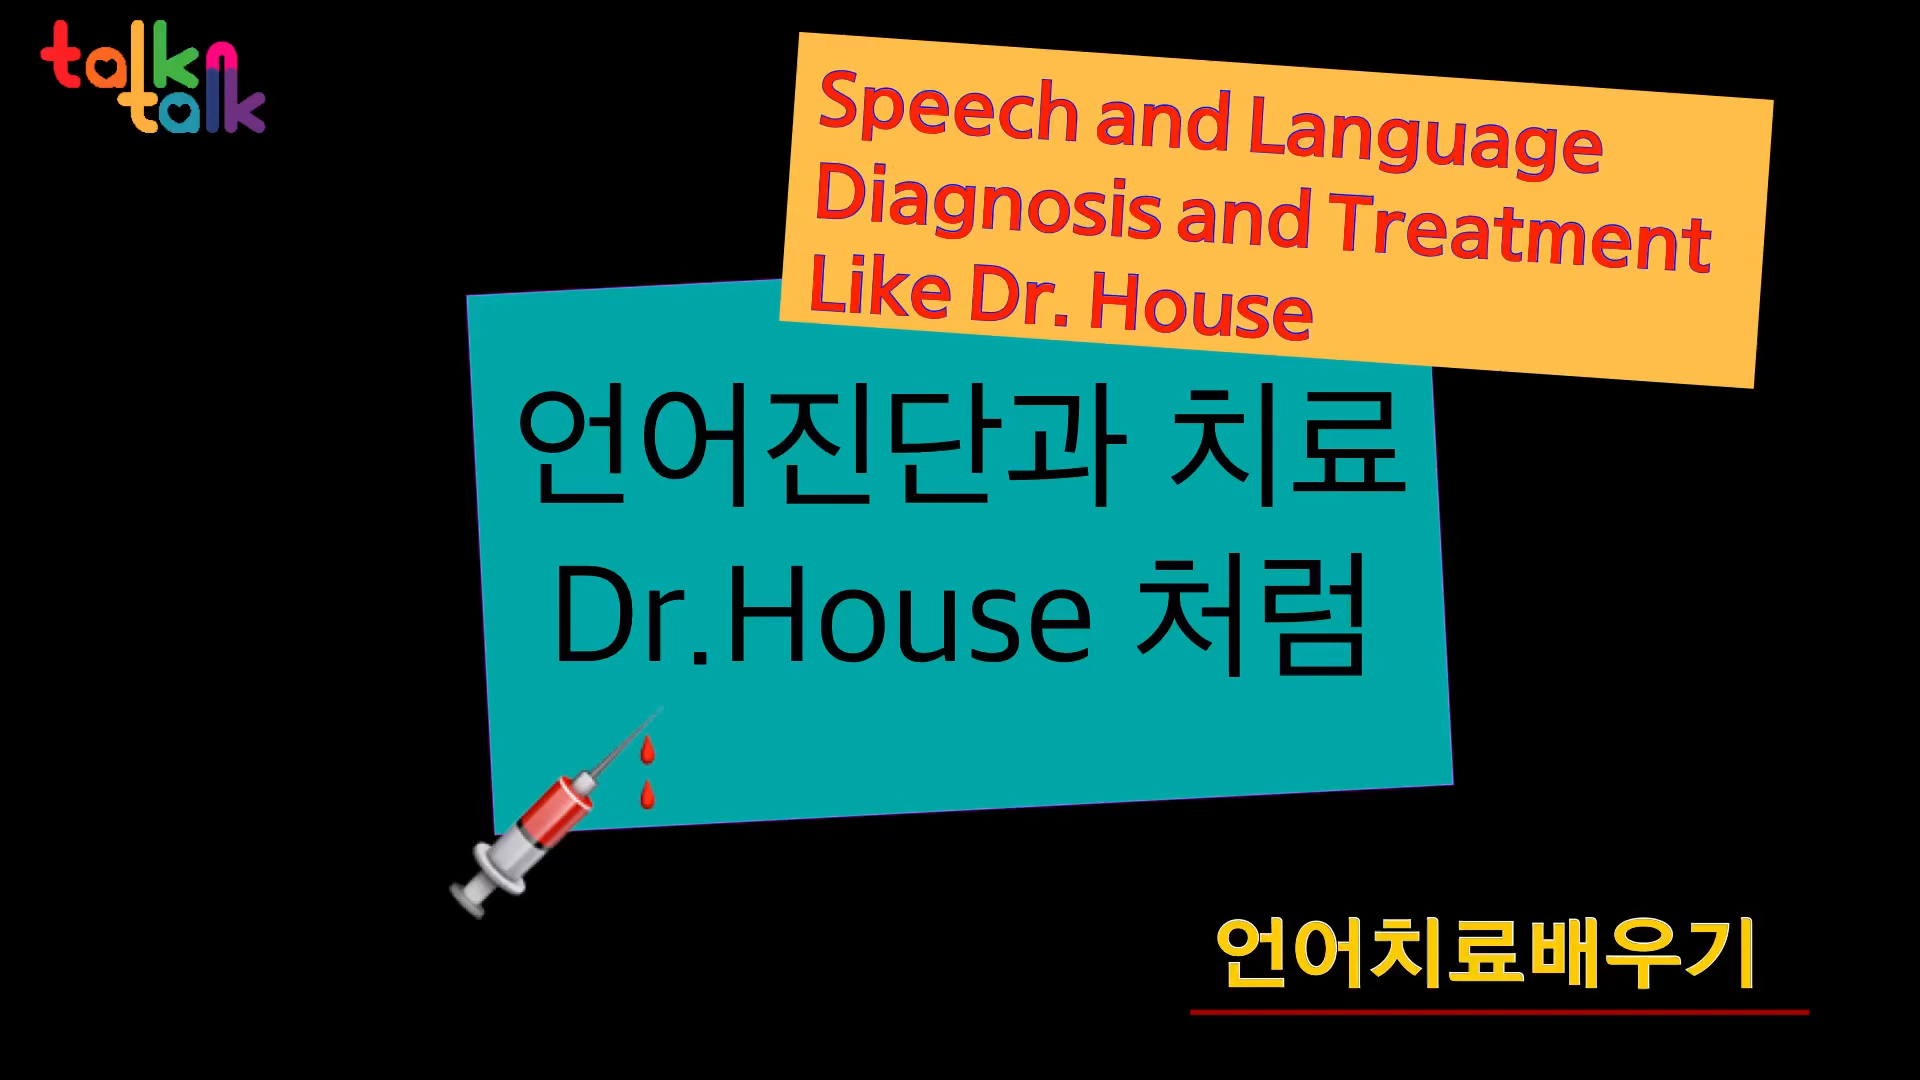 talk n
talk
Speech and Language
Diagnosis and Treatment
Like Dr. House
언어진단과 치료
Dr.House 처럼
언어치료배우기